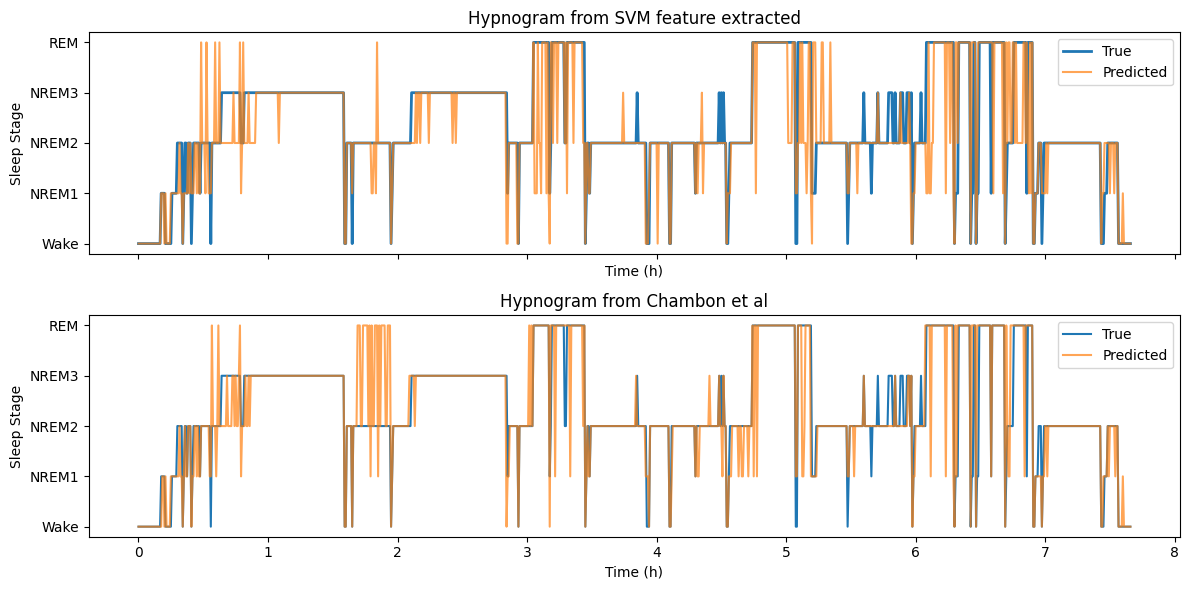 Hypnogram from SVM feature extracted
REM
NREM3
NREM2
NREM1
Wake
Sleep Stage
True
Predicted
Time (h)
Hypnogram from Chambon et al
REM
NREM3
NREM2
NREM1
Wake
Sleep Stage
True
Predicted
0 1 2 3 4 5 6 7 8
Time (h)